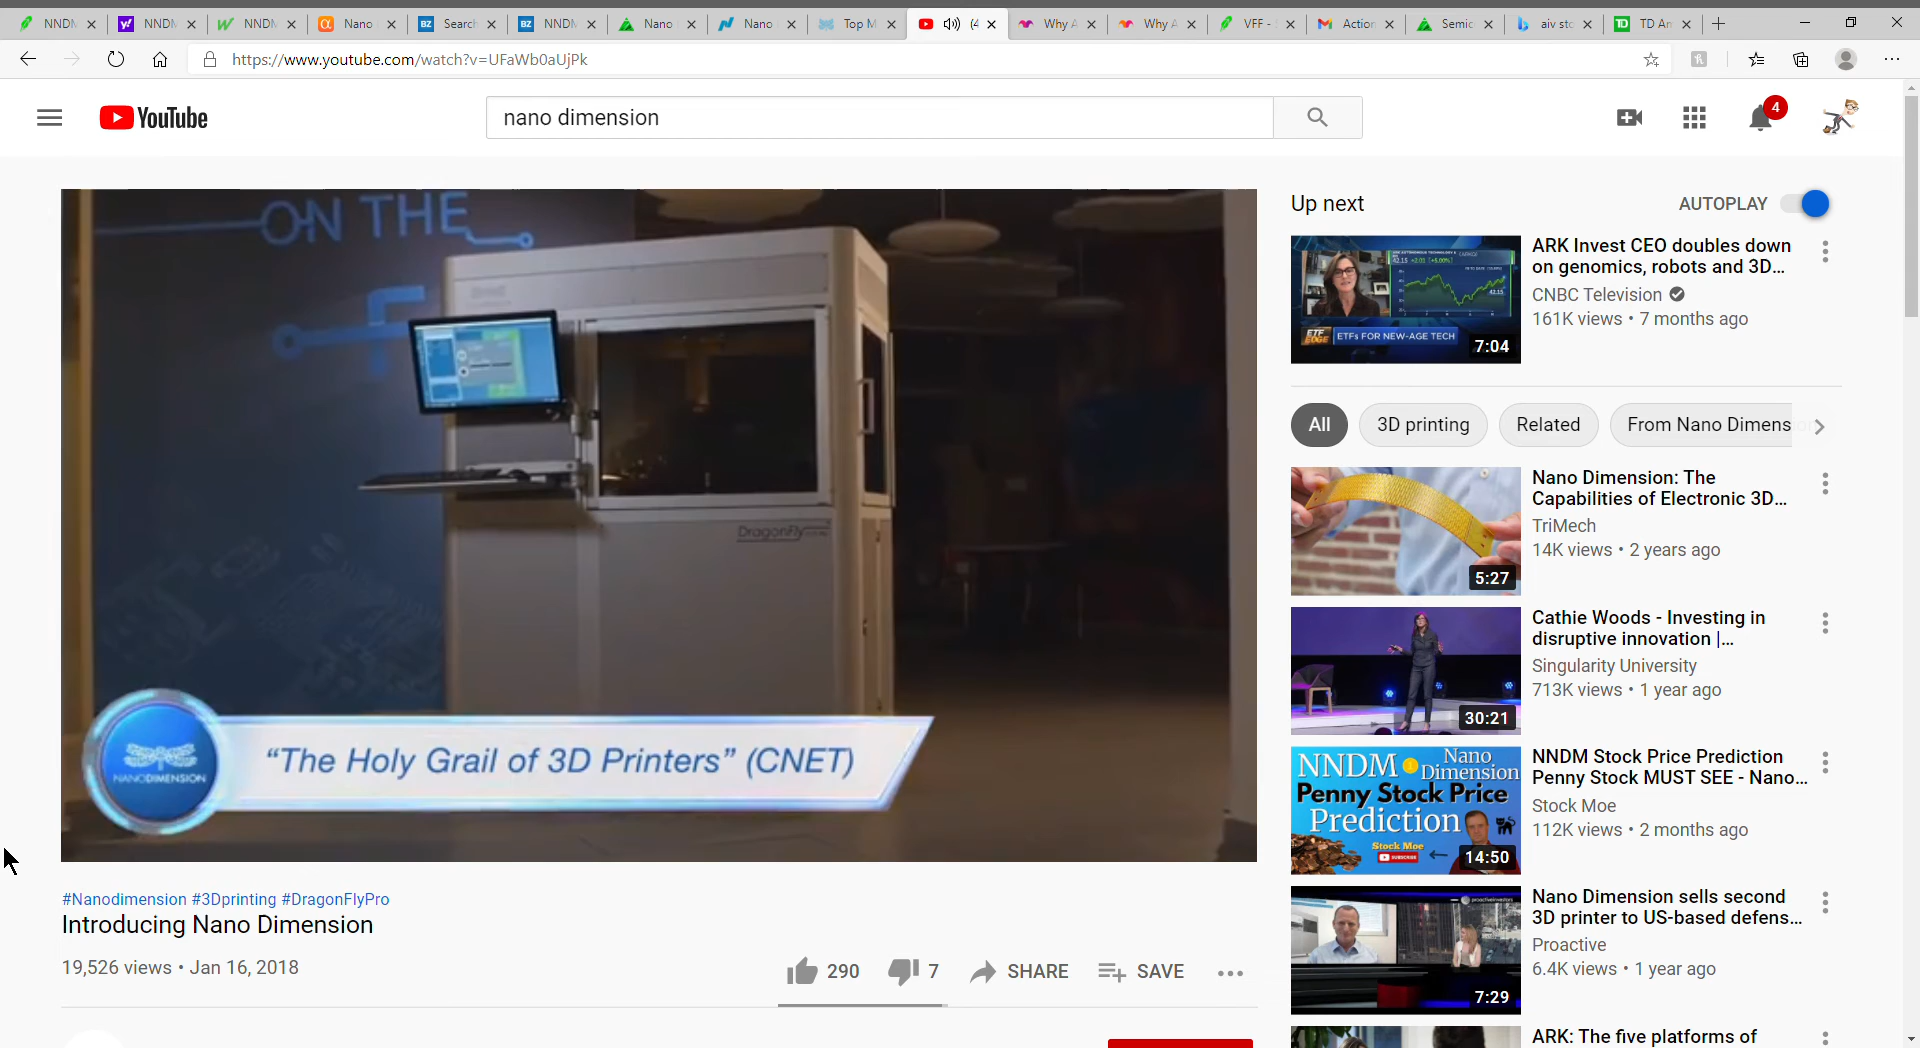 NNDM
NNDM
NNDM
Nano
Search
NNDM
Nano
Nano
Top M
(4
Why A
Why A
VFF -
Action
Semic
aiv sto
TD Am
https://www.youtube.com/watch?v=UFaWb0aUjPk
YouTube
nano dimension
4
ON THE
DragonFly
NANODIMENSION
“The Holy Grail of 3D Printers” (CNET)
#Nanodimension #3Dprinting #DragonFlyPro
Introducing Nano Dimension
19,526 views • Jan 16, 2018
290
7
SHARE
SAVE
Up next
AUTOPLAY
42.15
ETF EDGE
ETFs FOR NEW-AGE TECH
7:04
ARK Invest CEO doubles down
on genomics, robots and 3D...
CNBC Television
161K views • 7 months ago
All
3D printing
Related
From Nano Dimens
5:27
Nano Dimension: The
Capabilities of Electronic 3D...
TriMech
14K views • 2 years ago
30:21
Cathie Woods - Investing in
disruptive innovation |...
Singularity University
713K views • 1 year ago
NNDM
Nano
Dimension
Penny Stock Price
Prediction
Stock Moe
SUBSCRIBE
14:50
NNDM Stock Price Prediction
Penny Stock MUST SEE - Nano...
Stock Moe
112K views • 2 months ago
proactiveinvestors
7:29
Nano Dimension sells second
3D printer to US-based defens...
Proactive
6.4K views • 1 year ago
ARK: The five platforms of